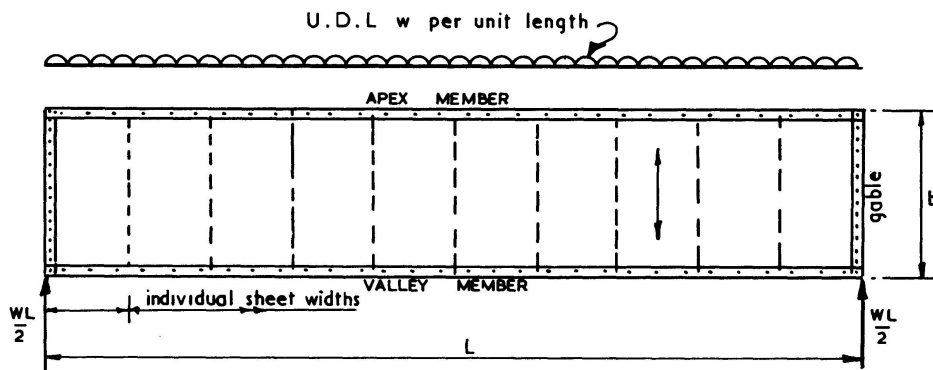 U.D.L w per unit length
APEX MEMBER
gable
VALLEY MEMBER
individual sheet widths
WL
2
WL
2
L